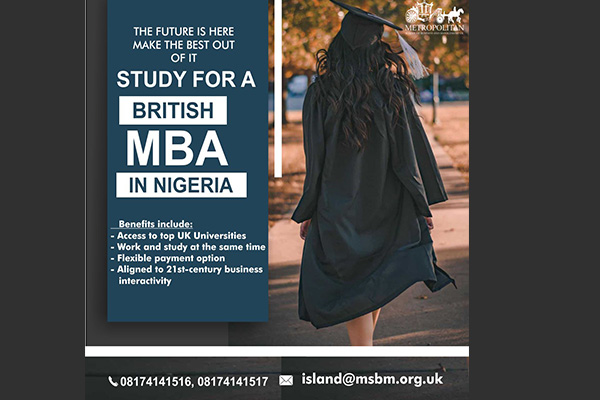 METROPOLITAN
THE FUTURE IS HERE
MAKE THE BEST OUT
OF IT
STUDY FOR A
BRITISH
MBA
IN NIGERIA
Benefits include:
- Access to top UK Universities
- Work and study at the same time
- Flexible payment option
- Aligned to 21st-century business
interactivity
08174141516, 08174141517
island@msbm.org.uk